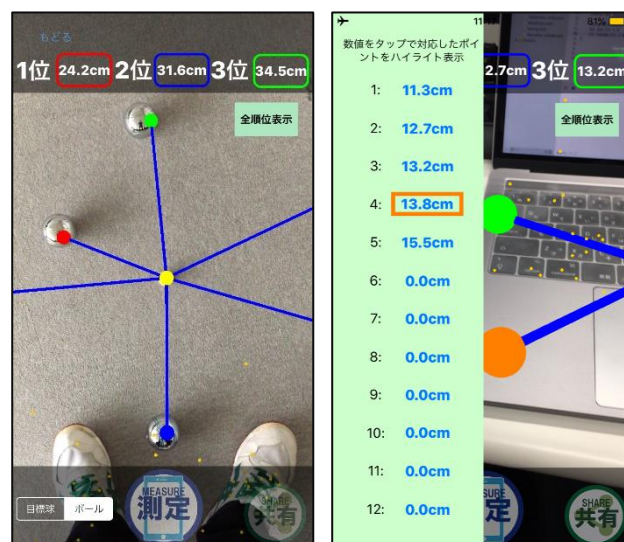 もどる
1位 24.2cm 2位 31.6cm 3位 34.5cm
全順位表示
目標球 ボール
MEASURE
測定
SHARE
共有
11:17 81%
数値をタップで対応したポイ
ントをハイライト表示
2.7cm 3位 13.2cm
全順位表示
1: 11.3cm
2: 12.7cm
3: 13.2cm
4: 13.8cm
5: 15.5cm
6: 0.0cm
7: 0.0cm
8: 0.0cm
9: 0.0cm
10: 0.0cm
11: 0.0cm
12: 0.0cm
定
SHARE
共有